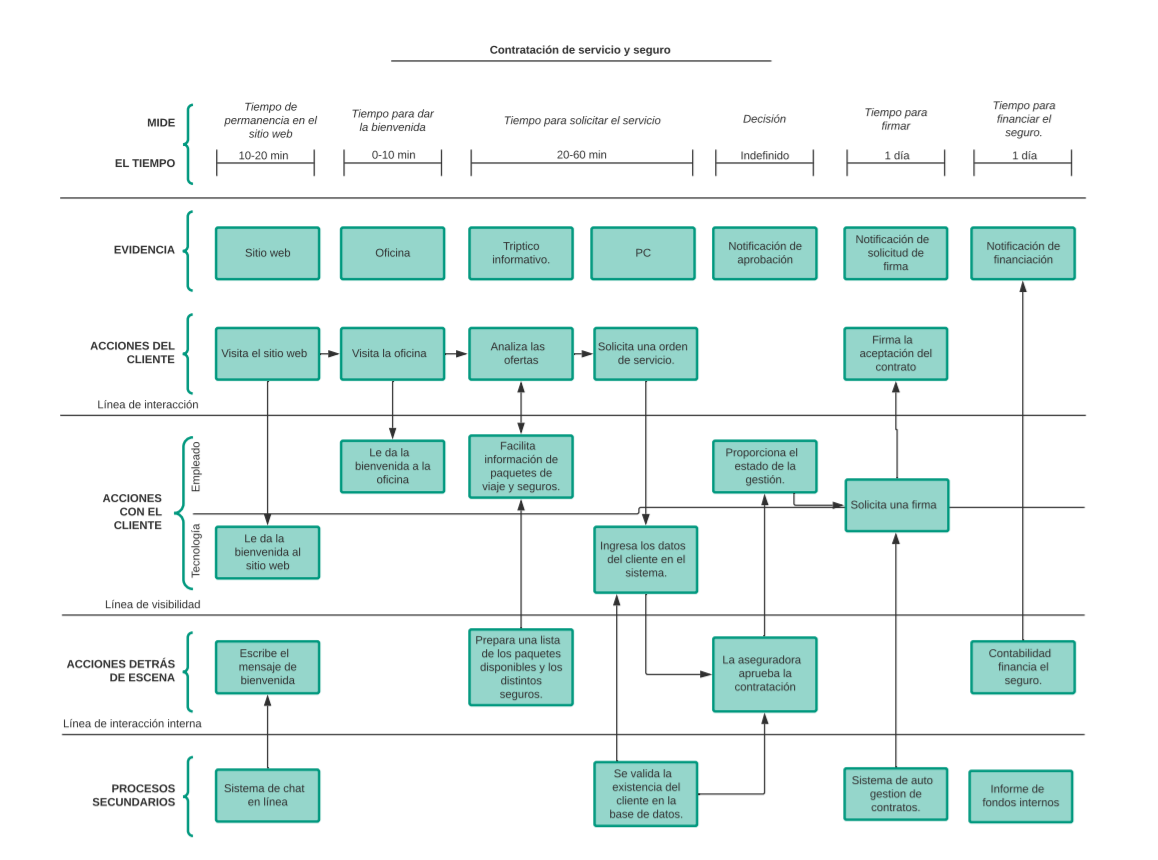 Contratación de servicio y seguro
MIDE
EL TIEMPO
Tiempo de
permanencia en el
sitio web
10-20 min
Tiempo para dar
la bienvenida
0-10 min
Tiempo para solicitar el servicio
20-60 min
Decisión
Indefinido
Tiempo para
firmar
1 día
Tiempo para
financiar el
seguro.
1 día
EVIDENCIA
Sitio web
Oficina
Triptico
informativo.
PC
Notificación de
aprobación
Notificación de
solicitud de
firma
Notificación de
financiación
ACCIONES DEL
CLIENTE
Visita el sitio web
Visita la oficina
Analiza las
ofertas
Solicita una orden
de servicio.
Firma la
aceptación del
contrato
Línea de interacción
ACCIONES
CON EL
CLIENTE
Empleado
Tecnología
Le da la
bienvenida a la
oficina
Facilita
información de
paquetes de
viaje y seguros.
Proporciona el
estado de la
gestión.
Solicita una firma
Le da la
bienvenida al
sitio web
Ingresa los datos
del cliente en el
sistema.
Línea de visibilidad
ACCIONES DETRÁS
DE ESCENA
Escribe el
mensaje de
bienvenida
Prepara una lista
de los paquetes
disponibles y los
distintos
seguros.
La aseguradora
aprueba la
contratación
Contabilidad
financia el
seguro.
Línea de interacción interna
PROCESOS
SECUNDARIOS
Sistema de chat
en línea
Se valida la
existencia del
cliente en la
base de datos.
Sistema de auto
gestion de
contratos.
Informe de
fondos internos